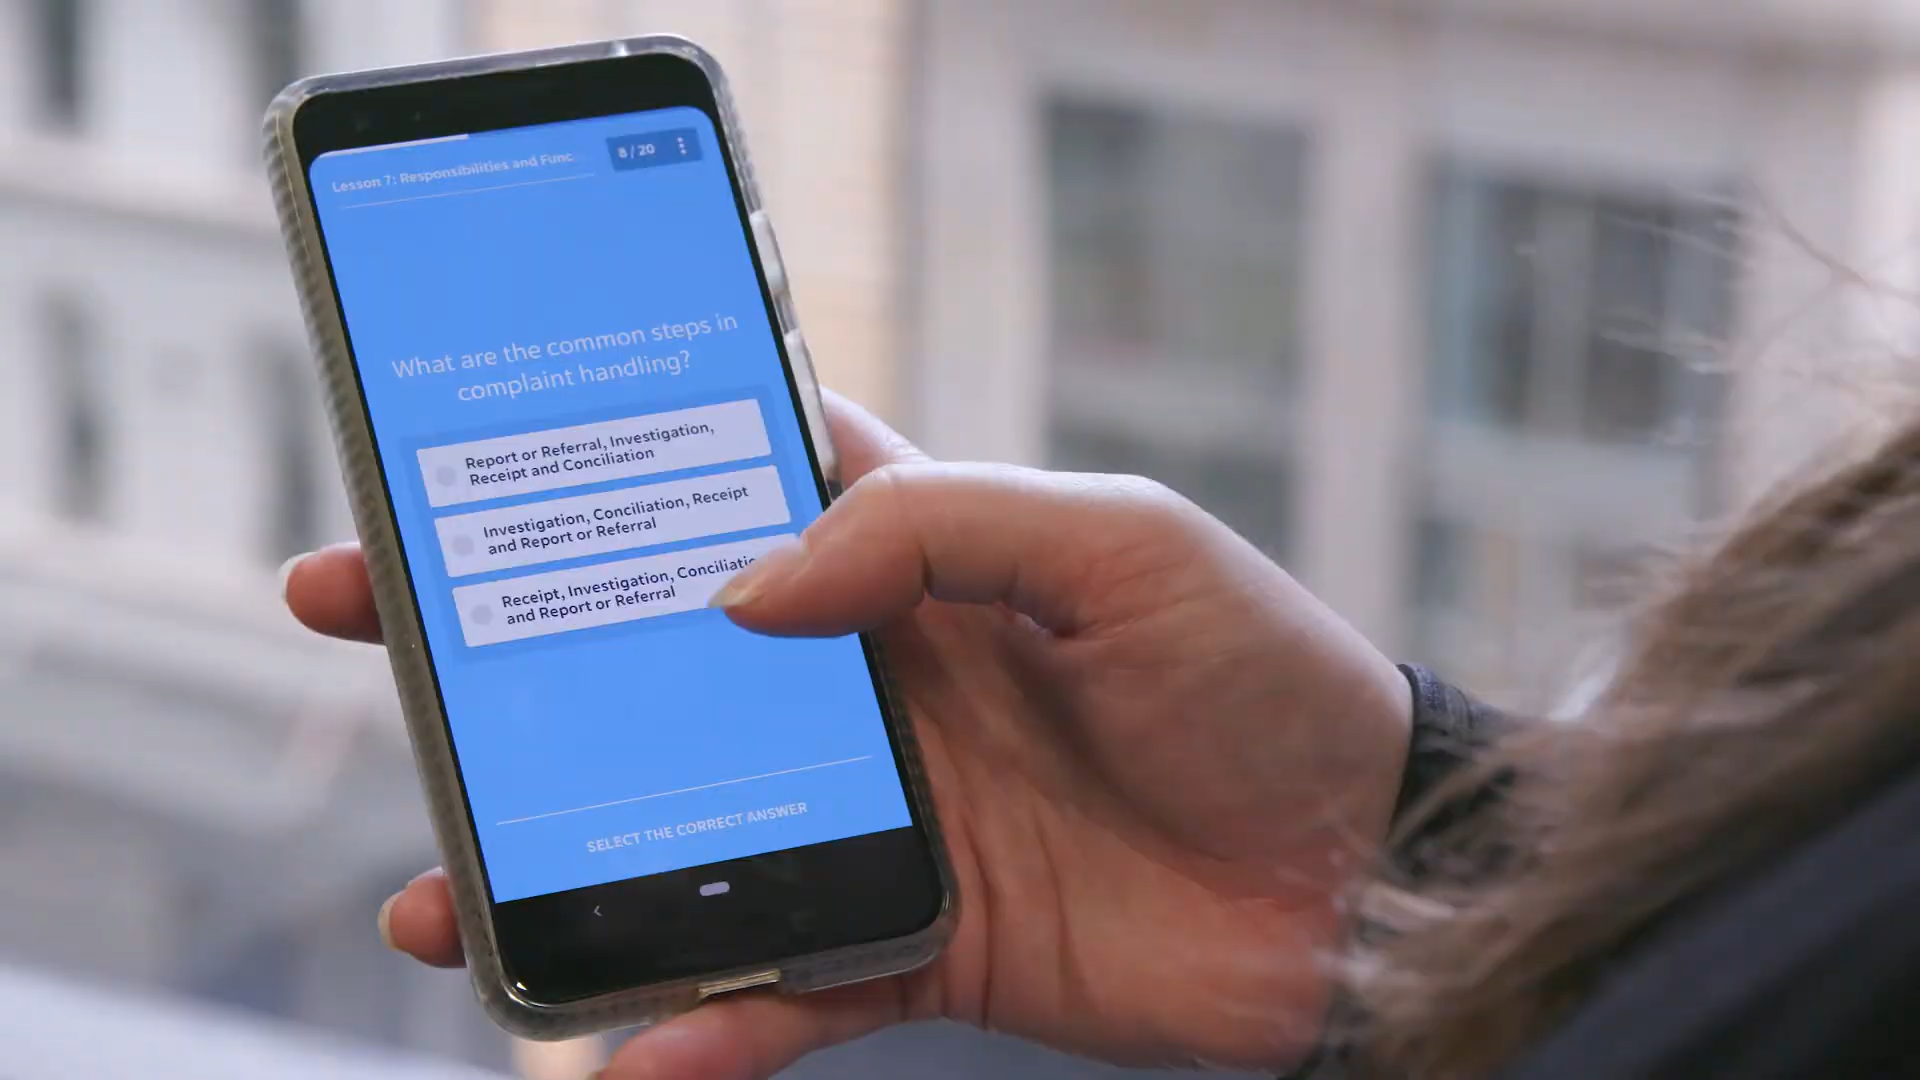 Lesson 7: Responsibilities and Func
8 / 20
What are the common steps in
complaint handling?
Report or Referral, Investigation,
Receipt and Conciliation
Investigation, Conciliation, Receipt
and Report or Referral
Receipt, Investigation, Conciliatio
and Report or Referral
SELECT THE CORRECT ANSWER